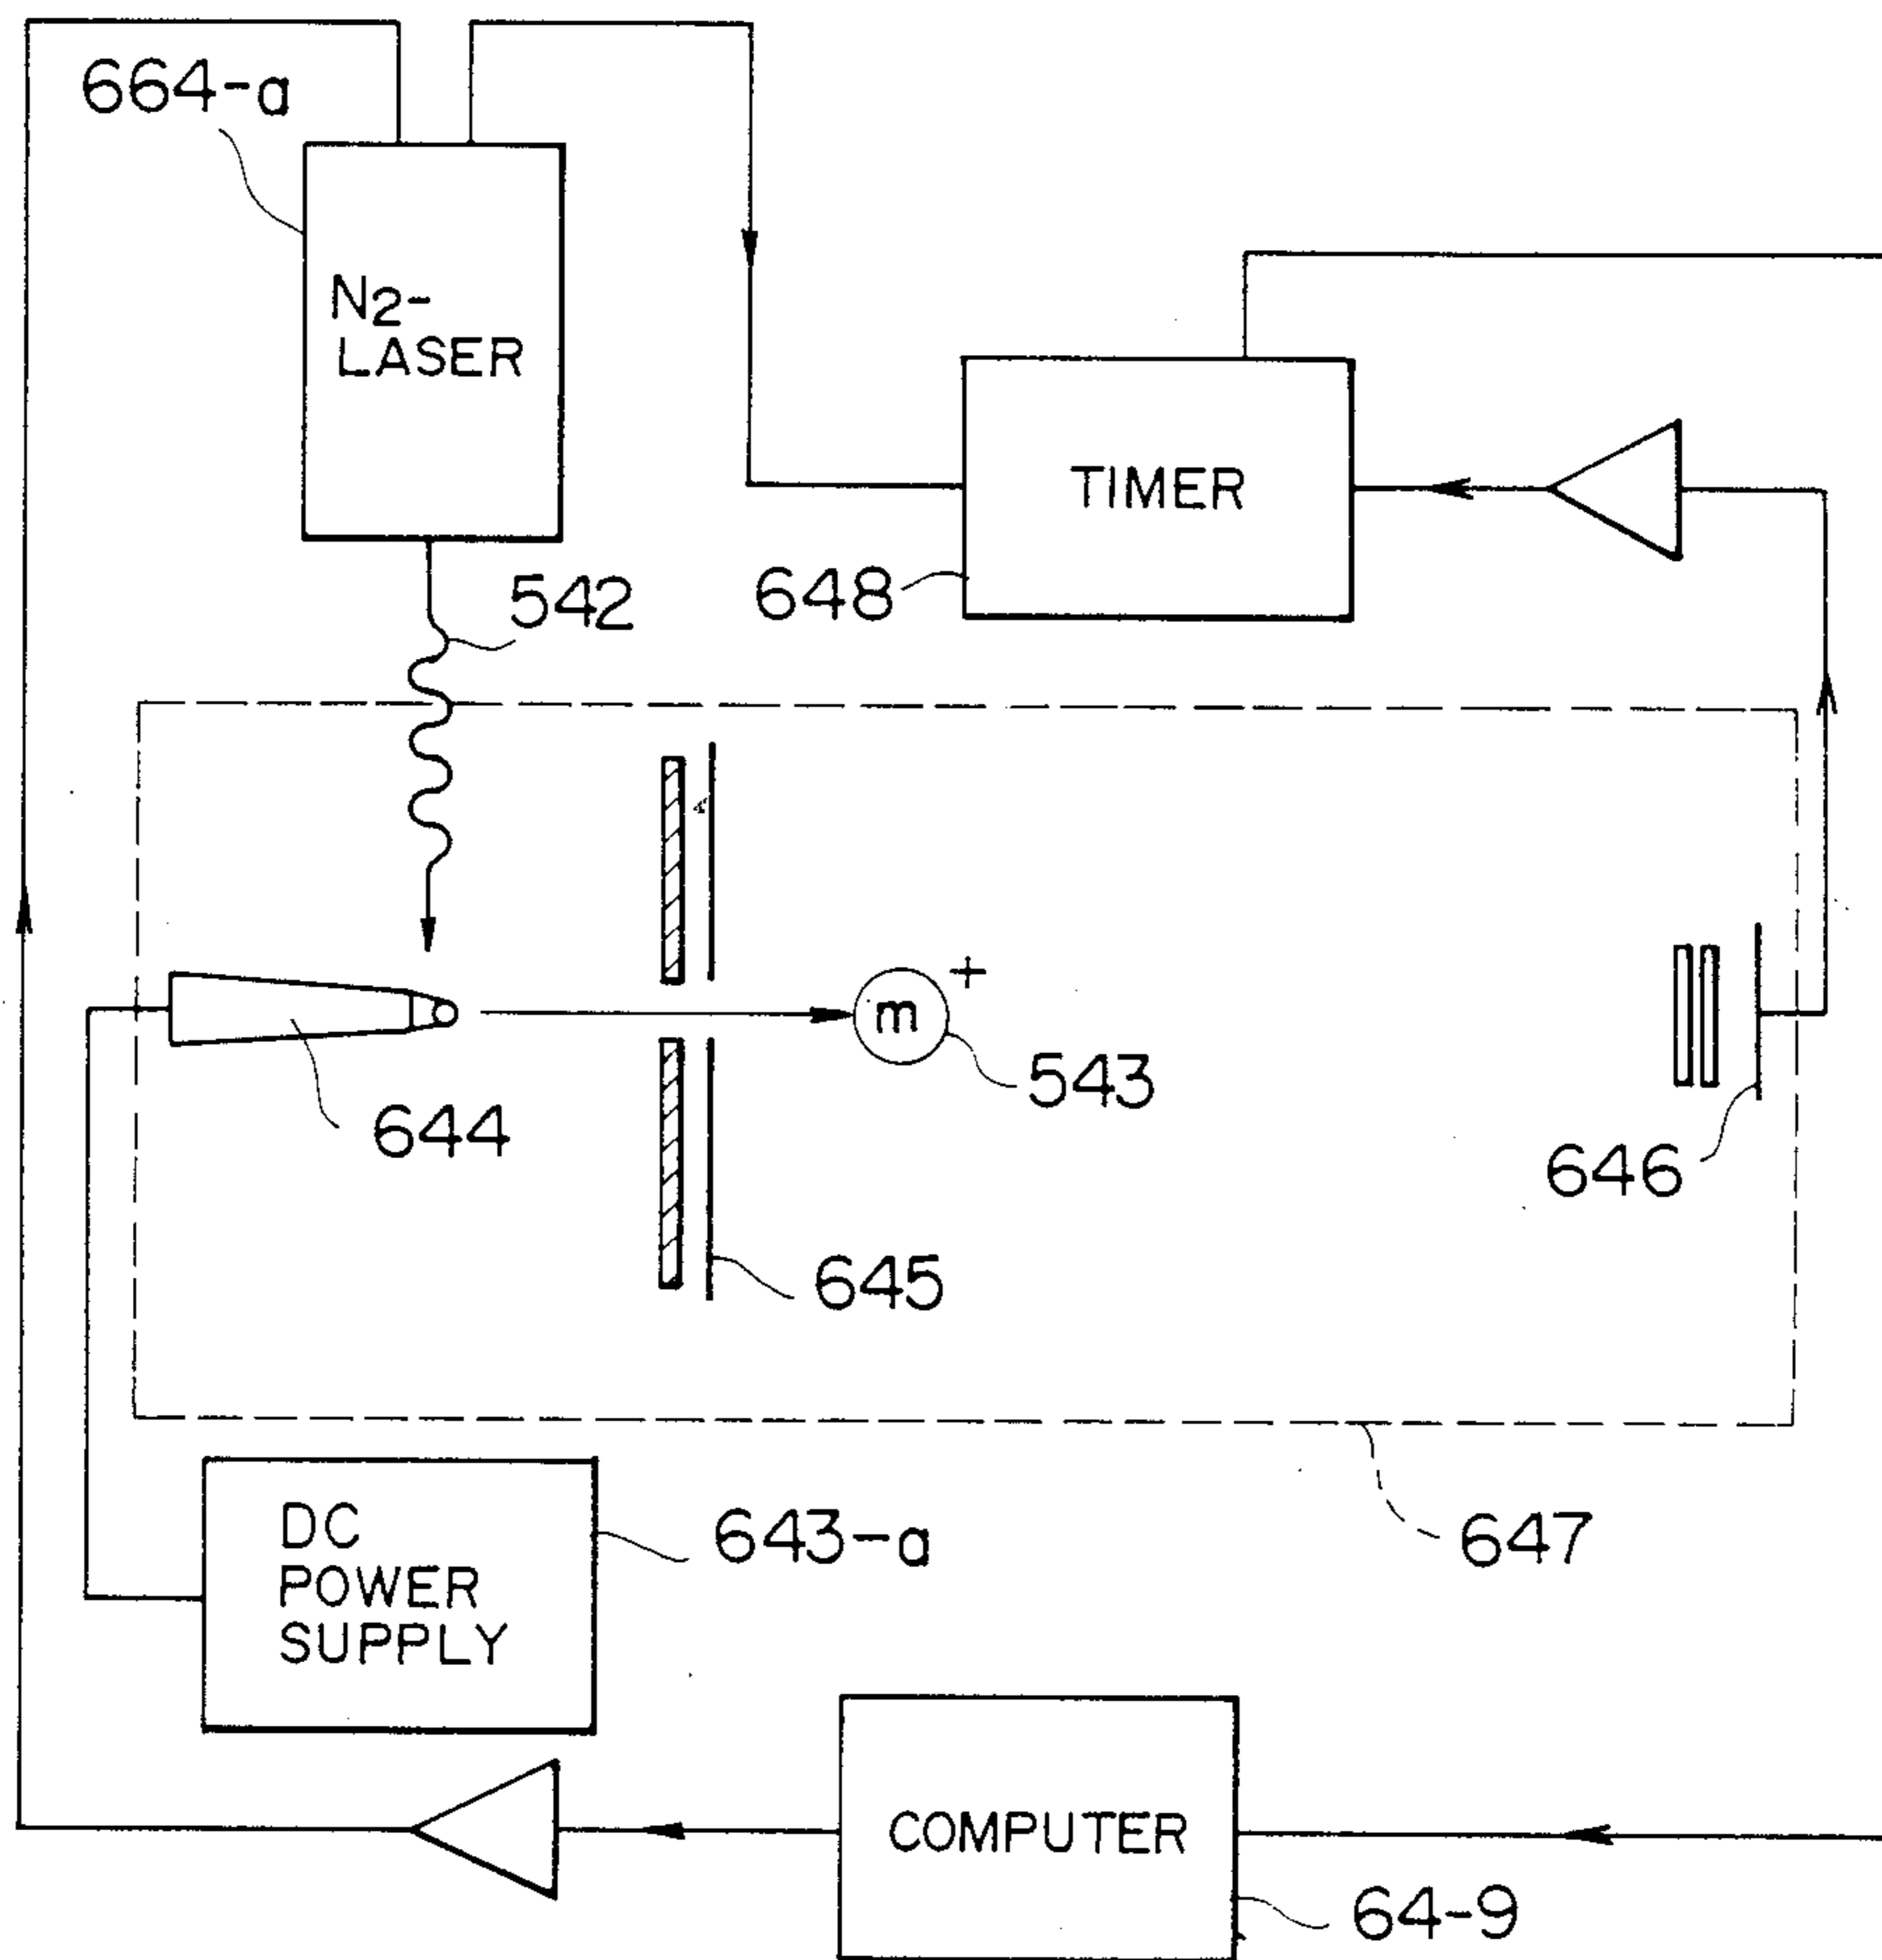 664-a
N2-
LASER
542
TIMER
648
m
+
543
644
646
645
647
DC
POWER
SUPPLY
643-a
COMPUTER
64-9